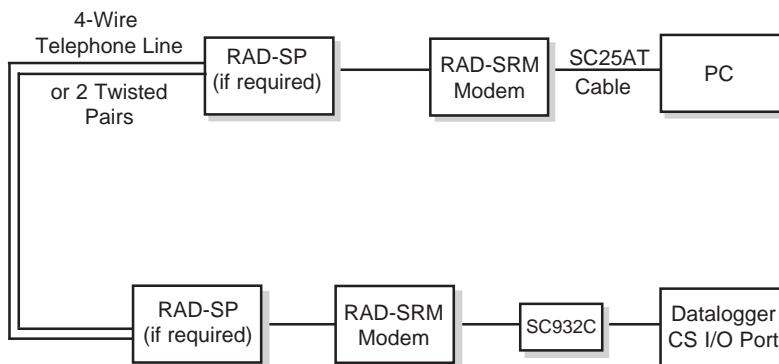 4-Wire
Telephone Line
or 2 Twisted
Pairs
RAD-SP
(if required)
RAD-SRM
Modem
SC25AT
Cable
PC
RAD-SP
(if required)
RAD-SRM
Modem
SC932C
Datalogger
CS I/O Port